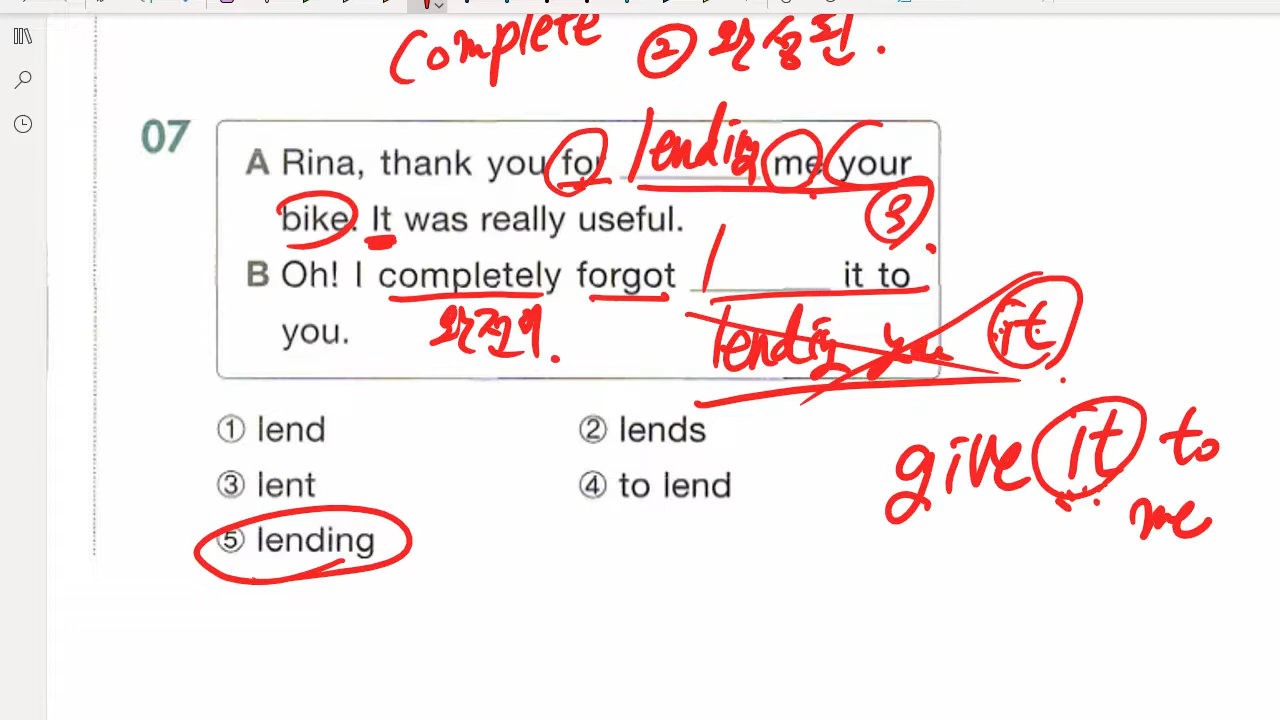 complete ② 완성된.
07
A Rina, thank you for lending me your
③
bike. It was really useful.
B Oh! I completely forgot l it to
you. 완전히. lending you it
give it to
me
① lend ② lends
③ lent ④ to lend
⑤ lending